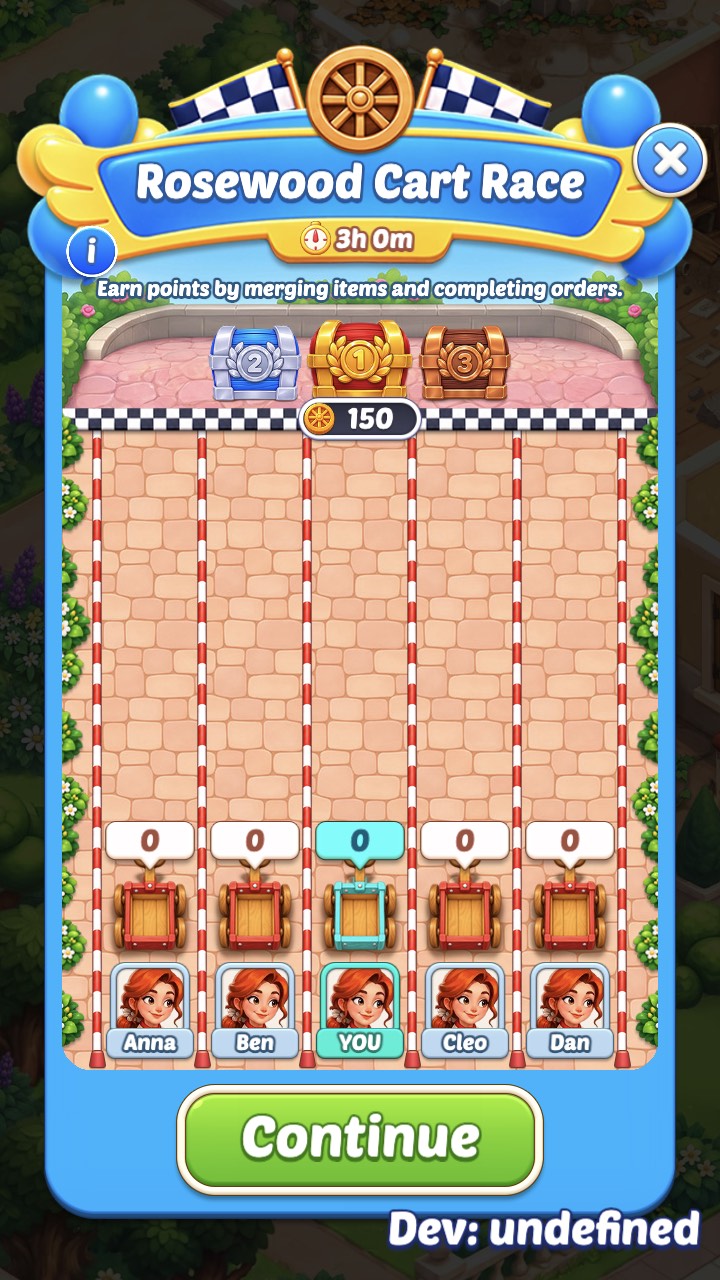 Rosewood Cart Race
i
3h 0m
Earn points by merging items and completing orders.
2
1
3
150
0 0 0 0 0
Anna Ben YOU Cleo Dan
Continue
Dev: undefined